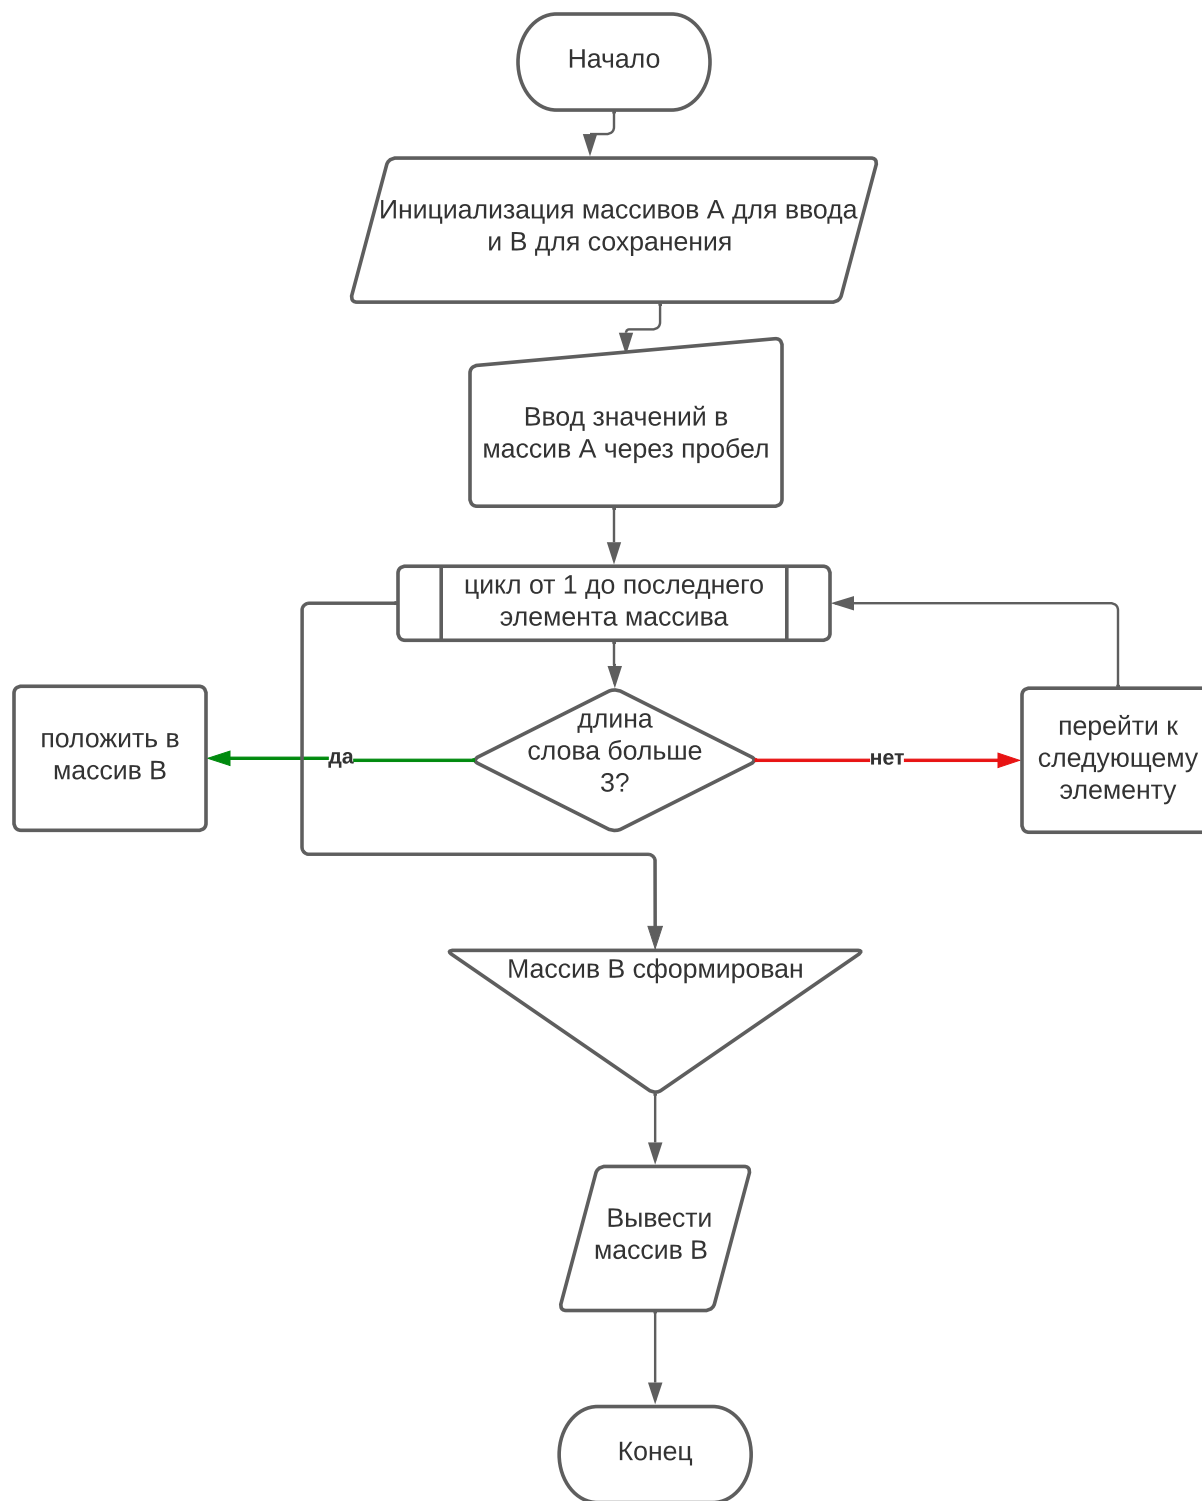 Начало
Инициализация массивов А для ввода
и В для сохранения
Ввод значений в
массив А через пробел
цикл от 1 до последнего
элемента массива
положить в
массив В
да
длина
слова больше
3?
нет
перейти к
следующему
элементу
Массив В сформирован
Вывести
массив В
Конец